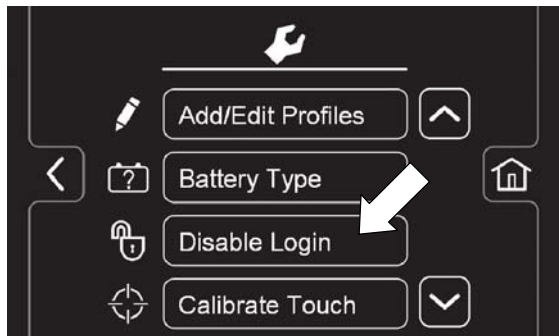 Add/Edit Profiles
Battery Type
Disable Login
Calibrate Touch